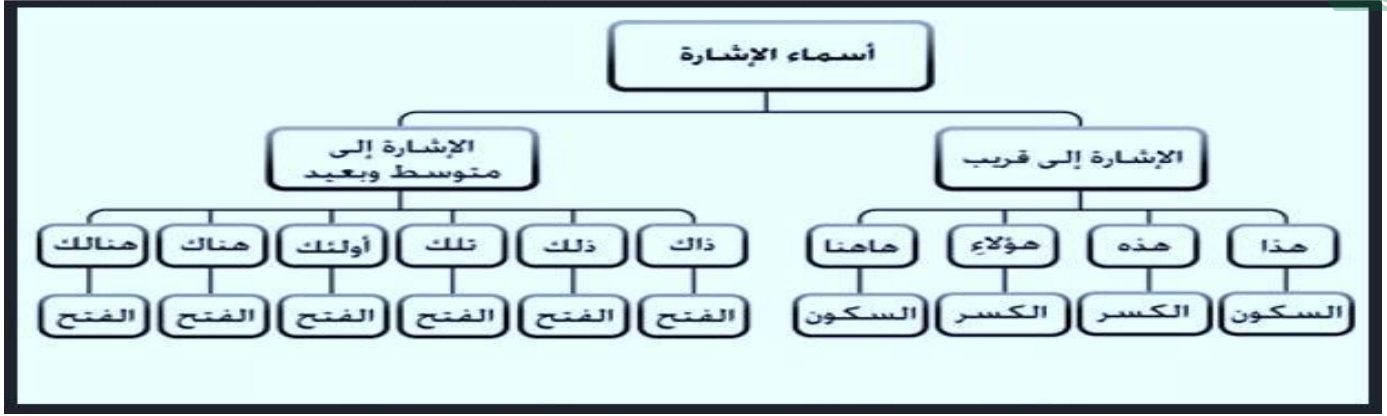 أسماء الإشارة
الإشارة إلى قريب
الإشارة إلى
متوسط وبعيد
هذا
هذه
هؤلاءِ
هاهنا
ذاك
ذلك
تلك
أولئك
هناك
هنالك
السكون
الكسر
الكسر
السكون
الفتح
الفتح
الفتح
الفتح
الفتح
الفتح